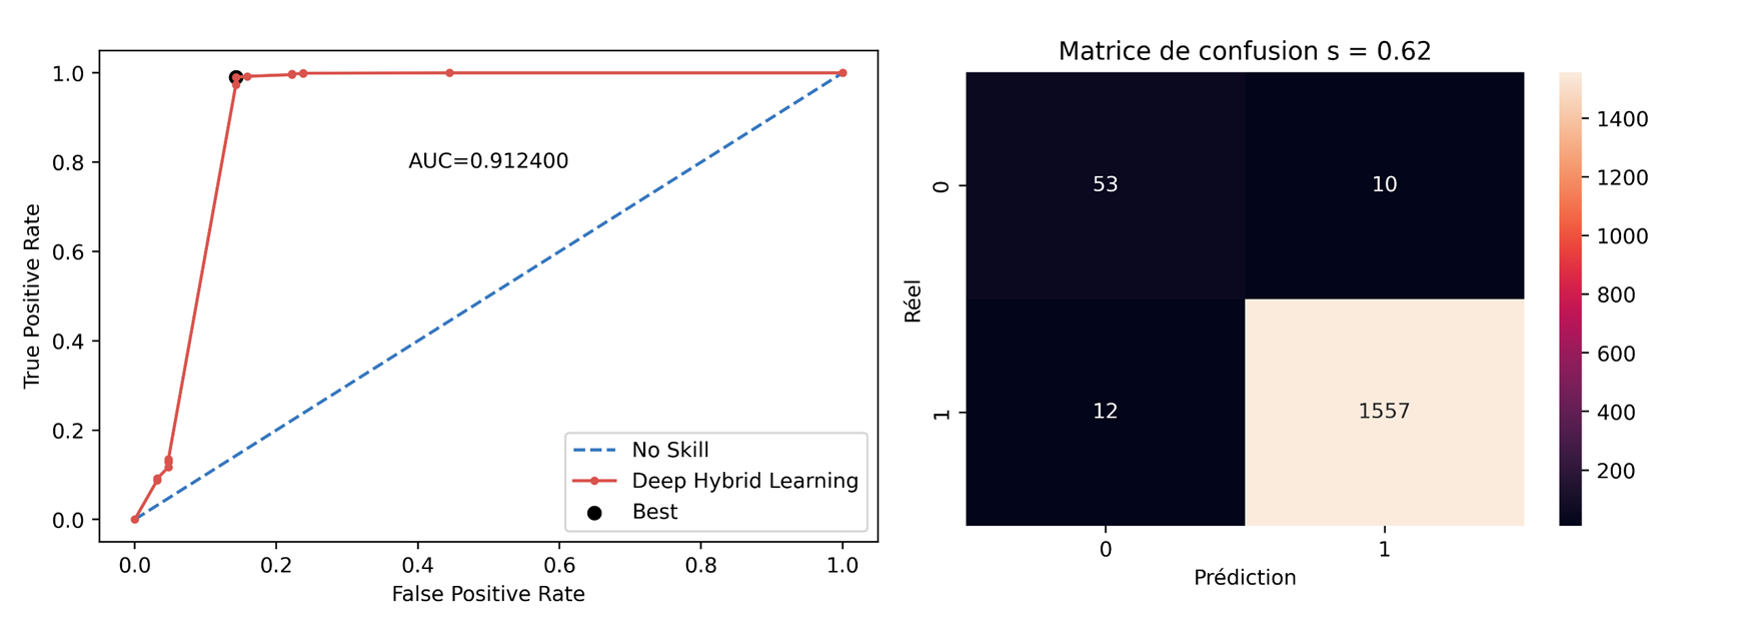 1.0
0.8
0.6
0.4
0.2
0.0
True Positive Rate
AUC=0.912400
No Skill
Deep Hybrid Learning
Best
0.0 0.2 0.4 0.6 0.8 1.0
False Positive Rate
Matrice de confusion s = 0.62
0
1
Réel
53 10
12 1557
0 1
Prédiction
1400
1200
1000
800
600
400
200